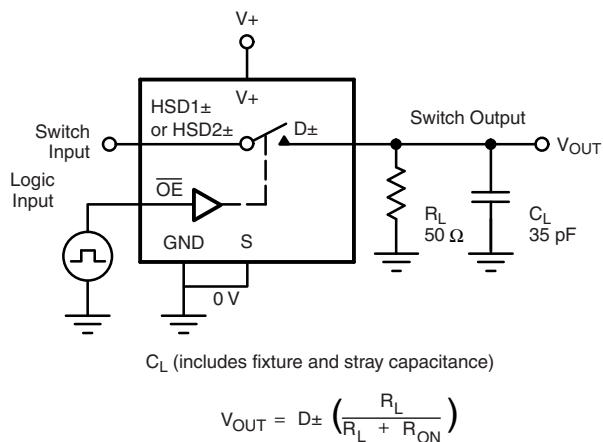 V+
V+
HSD1±
or HSD2±
D±
Switch Output
Switch
Input
VOUT
Logic
Input
OE
RL
50 Ω
CL
35 pF
GND
S
0 V
CL (includes fixture and stray capacitance)
VOUT = D± (RL / RL + RON)